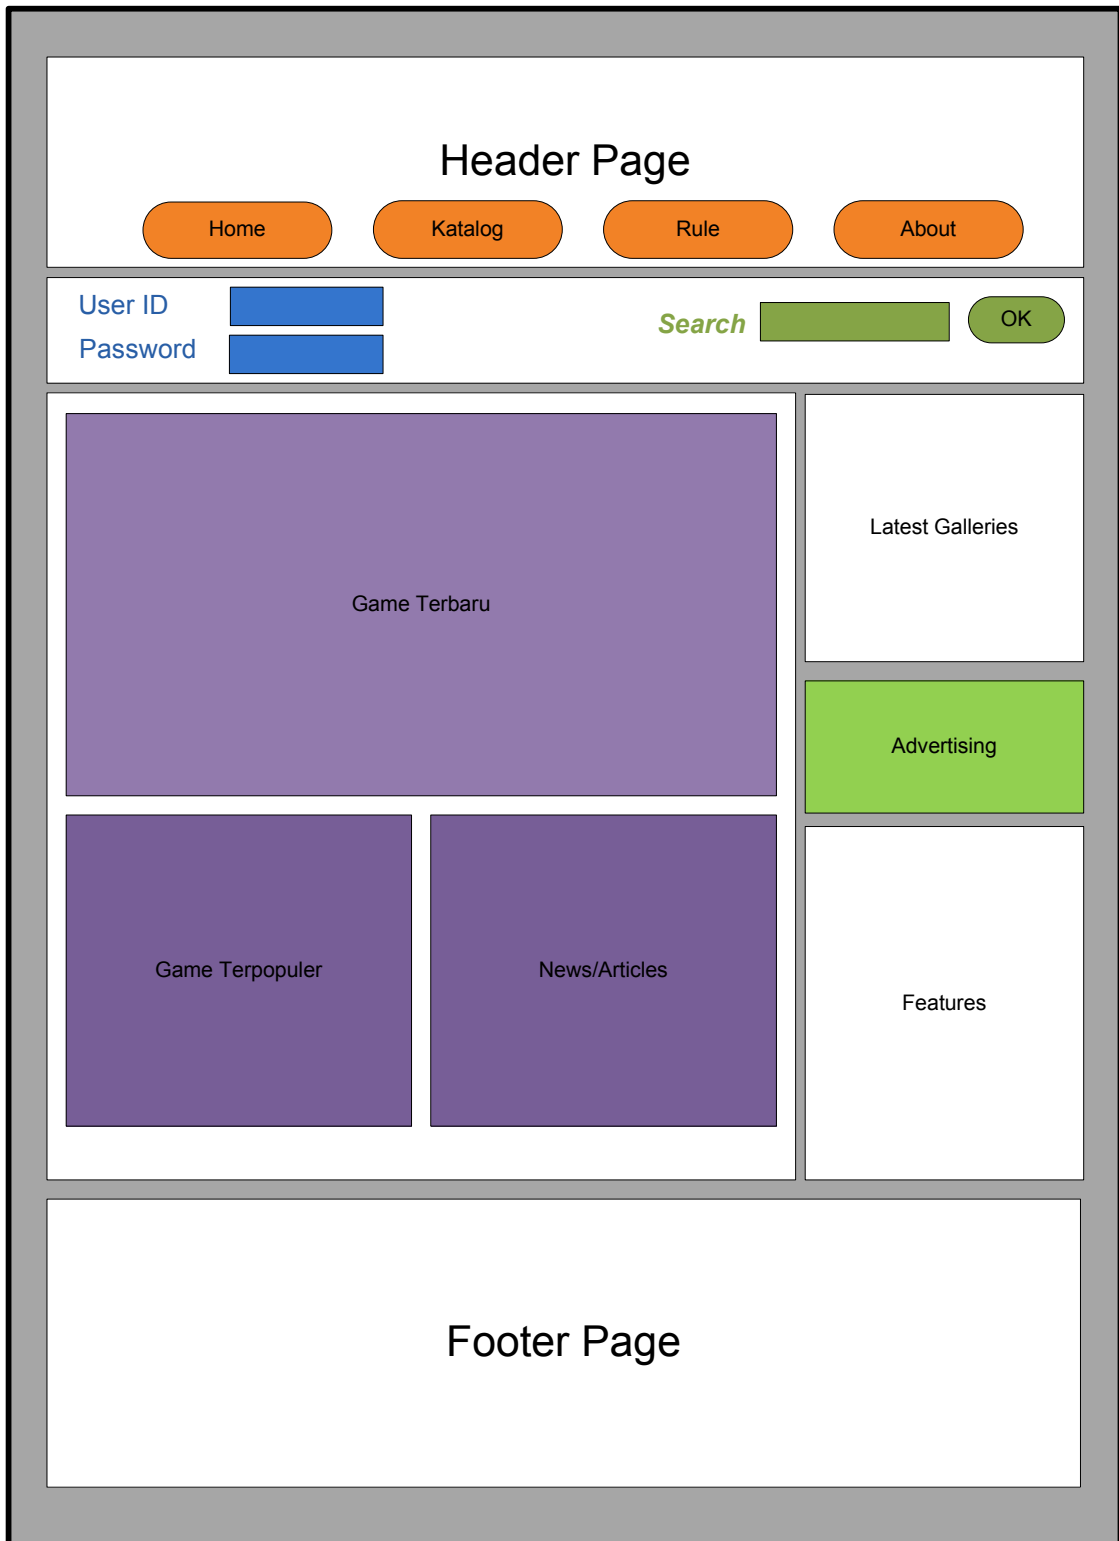 Header Page
Home
Katalog
Rule
About
User ID
Password
Search
OK
Game Terbaru
Game Terpopuler
News/Articles
Latest Galleries
Advertising
Features
Footer Page